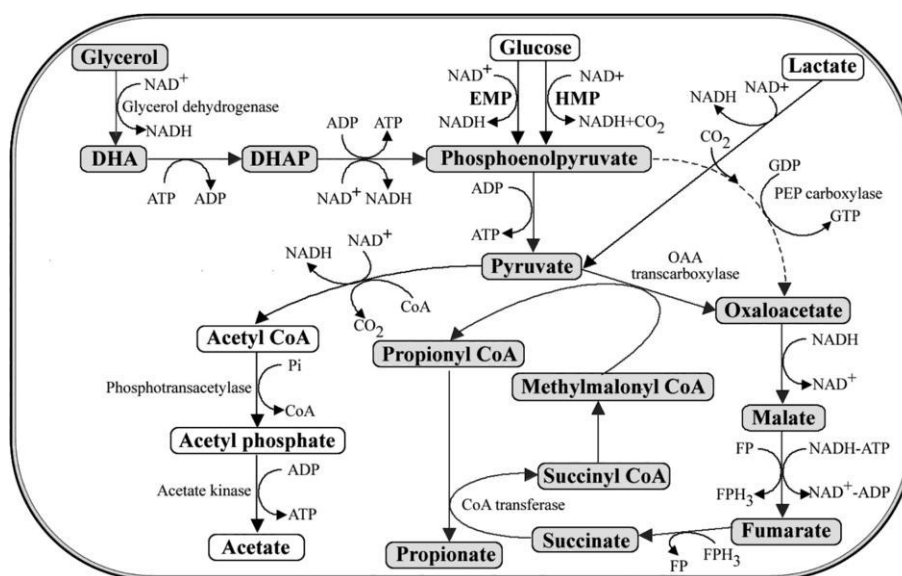 Glycerol
Glucose
Lactate
NAD+
Glycerol dehydrogenase
NADH
NAD+
EMP
NADH
NAD+
HMP
NADH+CO2
NADH
NAD+
CO2
DHA
ATP
ADP
DHAP
ADP
ATP
NAD+
NADH
Phosphoenolpyruvate
GDP
PEP carboxylase
GTP
ADP
ATP
Pyruvate
OAA
transcarboxylase
NADH
NAD+
CO2
CoA
Oxaloacetate
Acetyl CoA
Propionyl CoA
NADH
NAD+
Pi
Phosphotransacetylase
CoA
Methylmalonyl CoA
Malate
Acetyl phosphate
FP
NADH-ATP
FPH3
NAD+-ADP
ADP
Acetate kinase
ATP
Succinyl CoA
CoA transferase
Fumarate
Acetate
Propionate
Succinate
FP
FPH3